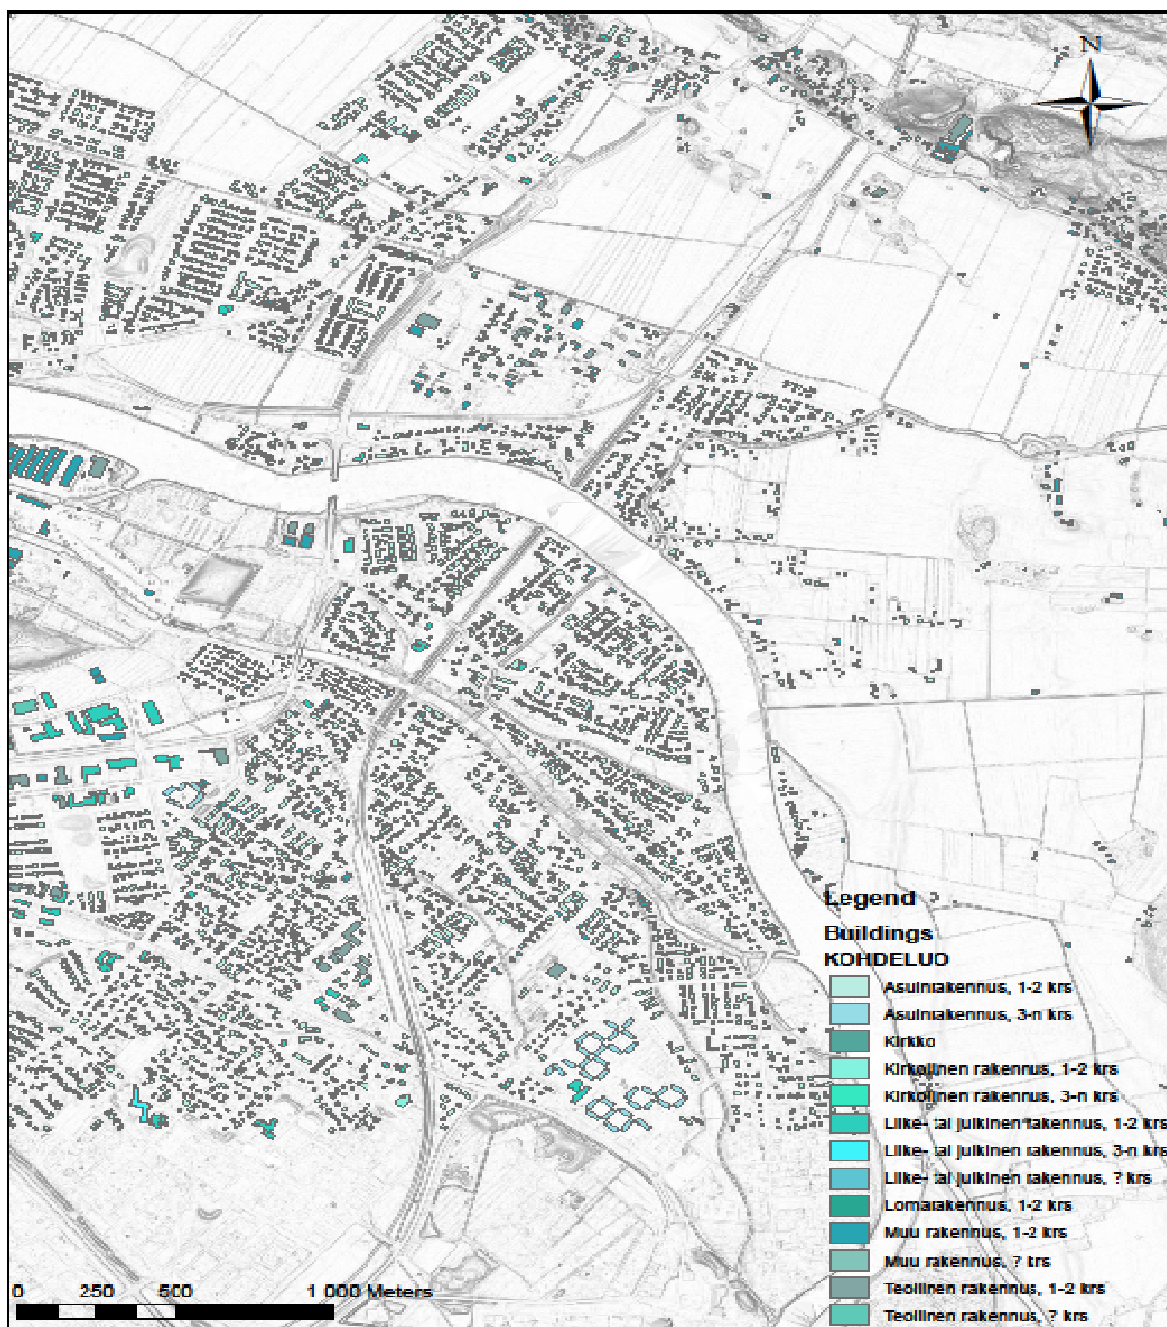 N
Legend
Buildings
KOHDELUO
Asuinrakennus, 1-2 krs
Asuinrakennus, 3-n krs
Kirkko
Kirkollinen rakennus, 1-2 krs
Kirkollinen rakennus, 3-n krs
Liike- tai julkinen rakennus, 1-2 krs
Liike- tai julkinen rakennus, 3-n krs
Liike- tai julkinen rakennus, ? krs
Lomarakennus, 1-2 krs
Muu rakennus, 1-2 krs
Muu rakennus, ? krs
Teollinen rakennus, 1-2 krs
Teollinen rakennus, ? krs
0 250 500 1 000 Meters